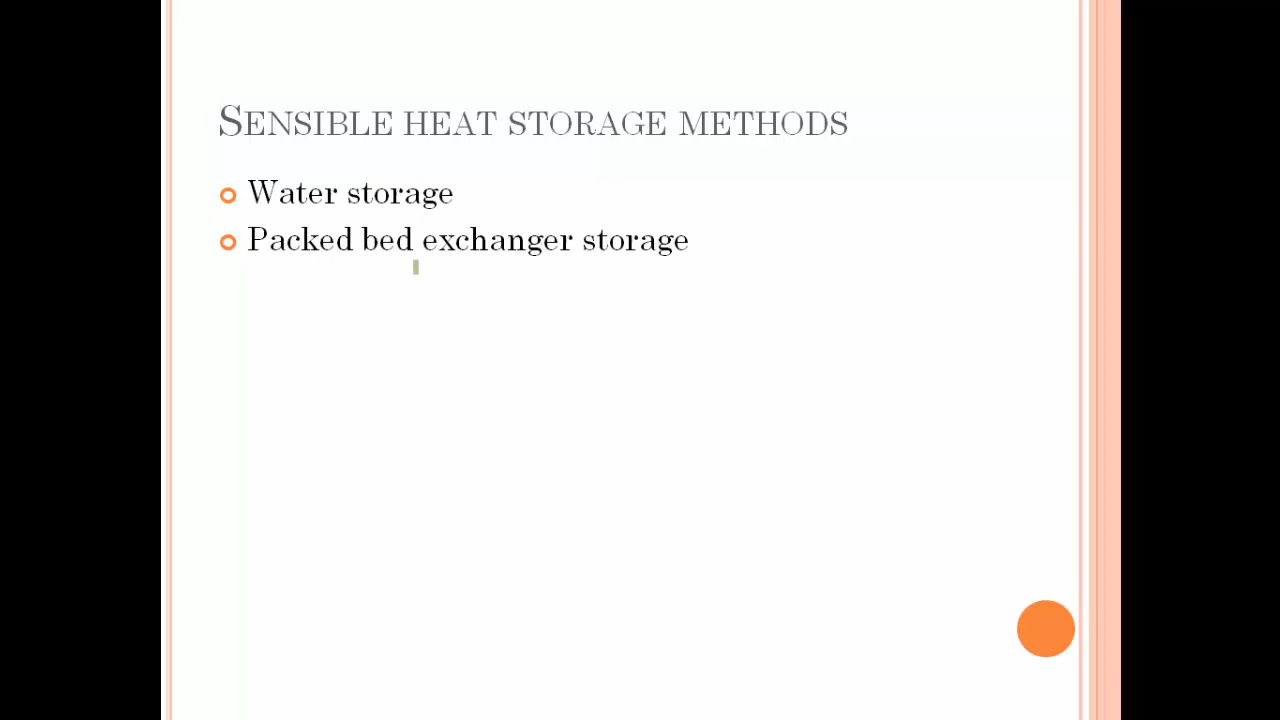 Sensible heat storage methods
Water storage
Packed bed exchanger storage